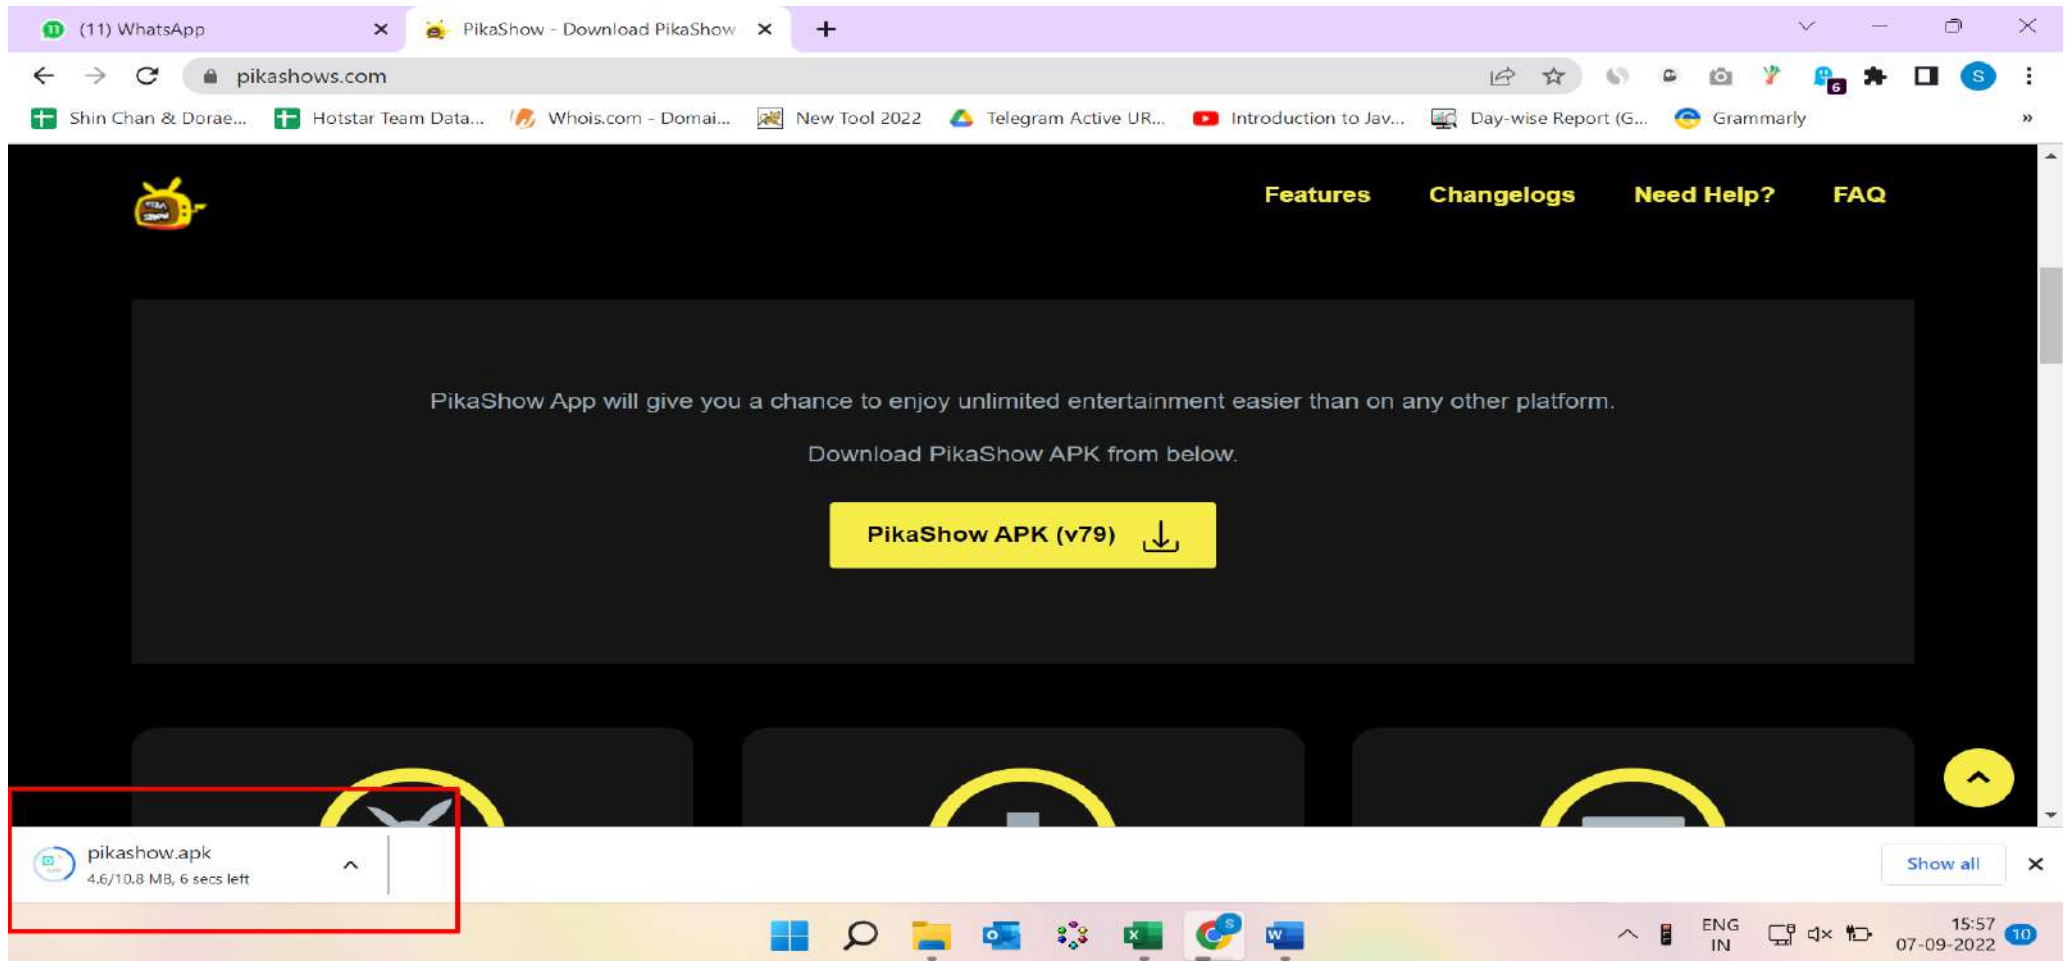 (11) WhatsApp
PikaShow - Download PikaShow
pikashows.com
6
S
Shin Chan & Dorae...
Hotstar Team Data...
Whois.com - Domai...
New Tool 2022
Telegram Active UR...
Introduction to Jav...
Day-wise Report (G...
Grammarly
»
Features
Changelogs
Need Help?
FAQ
PikaShow App will give you a chance to enjoy unlimited entertainment easier than on any other platform.
Download PikaShow APK from below.
PikaShow APK (v79)
pikashow.apk
4.6/10.8 MB, 6 secs left
Show all
ENG
IN
15:57
07-09-2022
10